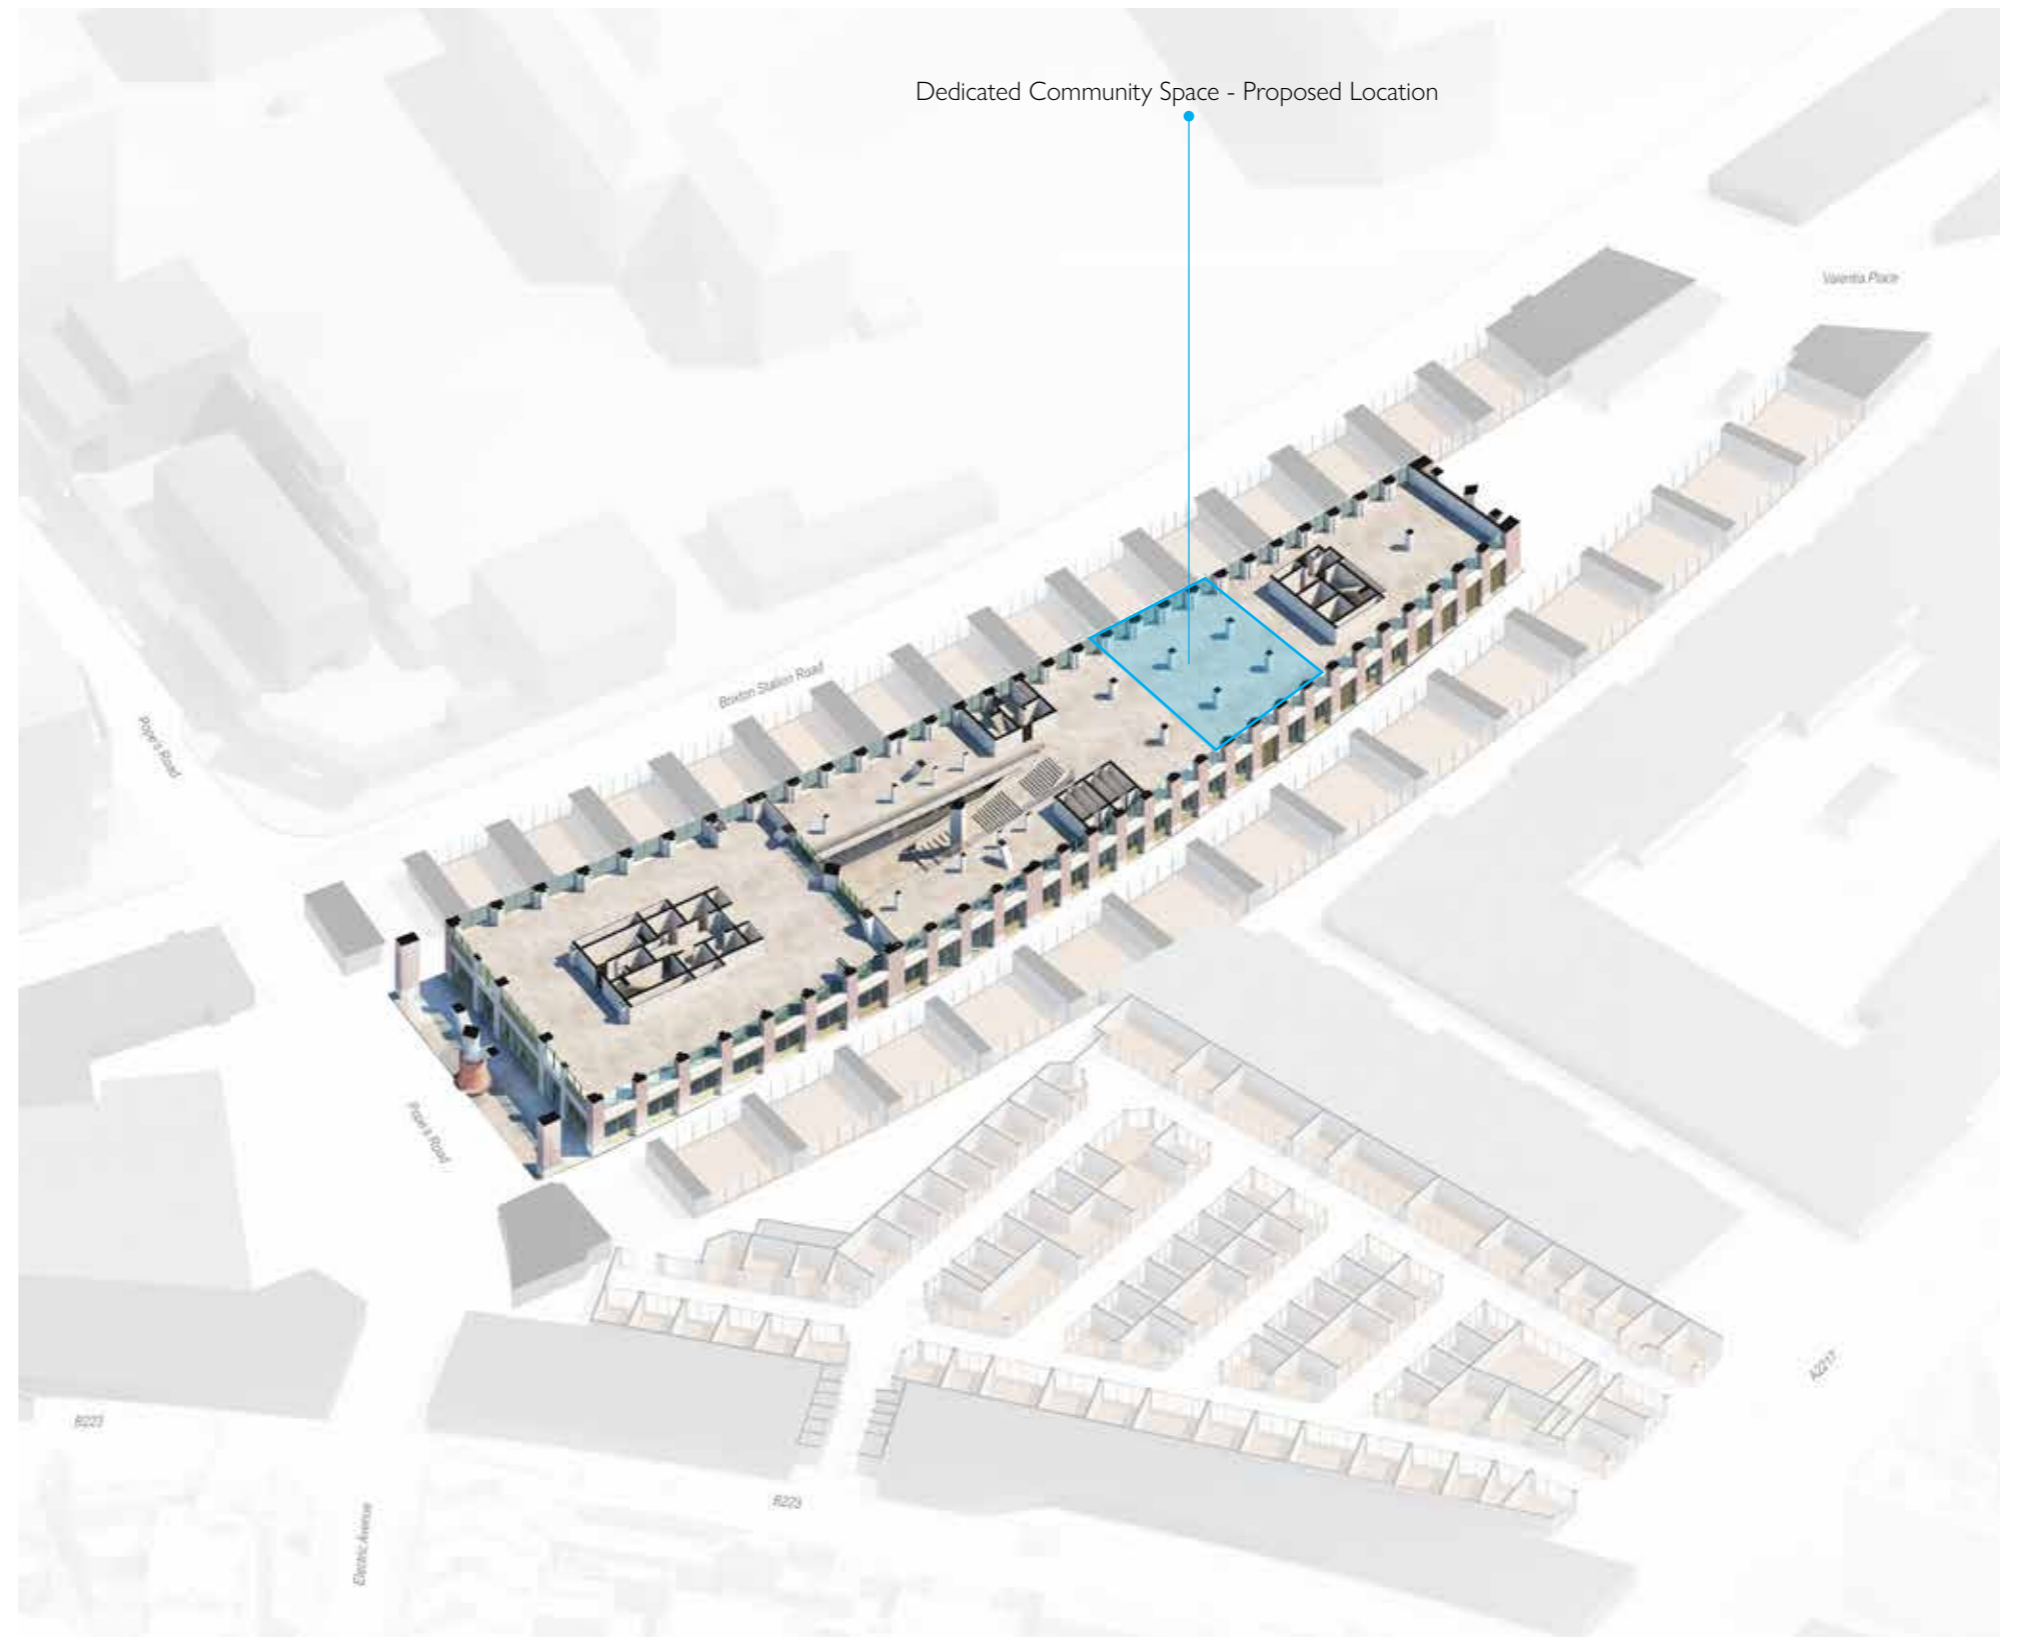 Dedicated Community Space - Proposed Location
Valentia Place
Brixton Station Road
Pope's Road
Pope's Road
A2217
B223
B223
Electric Avenue